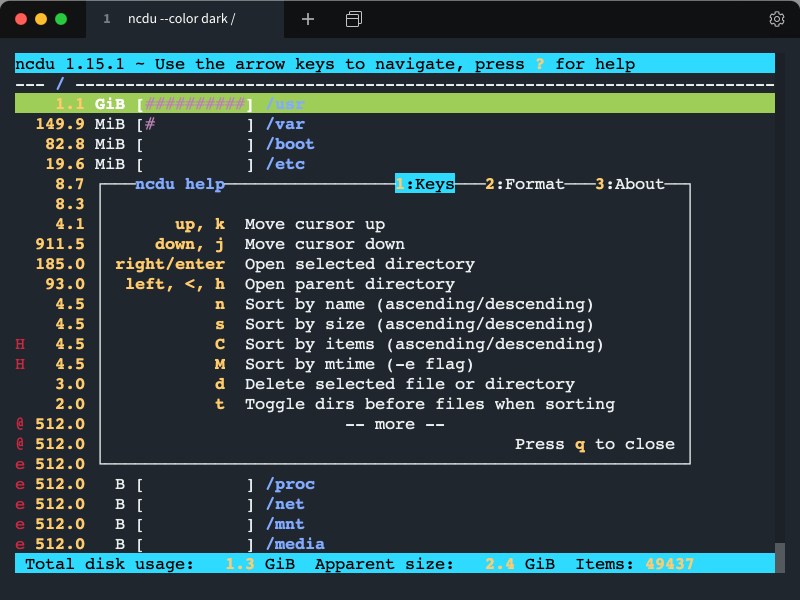 1 ncdu --color dark /
ncdu 1.15.1 ~ Use the arrow keys to navigate, press ? for help
--- / ----------------------------------------------------------------------
1.1 GiB [##########] /usr
149.9 MiB [# ] /var
82.8 MiB [ ] /boot
19.6 MiB [ ] /etc
8.7 ncdu help 1:Keys 2:Format 3:About
8.3
4.1 up, k Move cursor up
911.5 down, j Move cursor down
185.0 right/enter Open selected directory
93.0 left, <, h Open parent directory
4.5 n Sort by name (ascending/descending)
4.5 s Sort by size (ascending/descending)
H 4.5 C Sort by items (ascending/descending)
H 4.5 M Sort by mtime (-e flag)
3.0 d Delete selected file or directory
2.0 t Toggle dirs before files when sorting
@ 512.0 -- more --
@ 512.0 Press q to close
e 512.0
e 512.0 B [ ] /proc
e 512.0 B [ ] /net
e 512.0 B [ ] /mnt
e 512.0 B [ ] /media
Total disk usage: 1.3 GiB Apparent size: 2.4 GiB Items: 49437